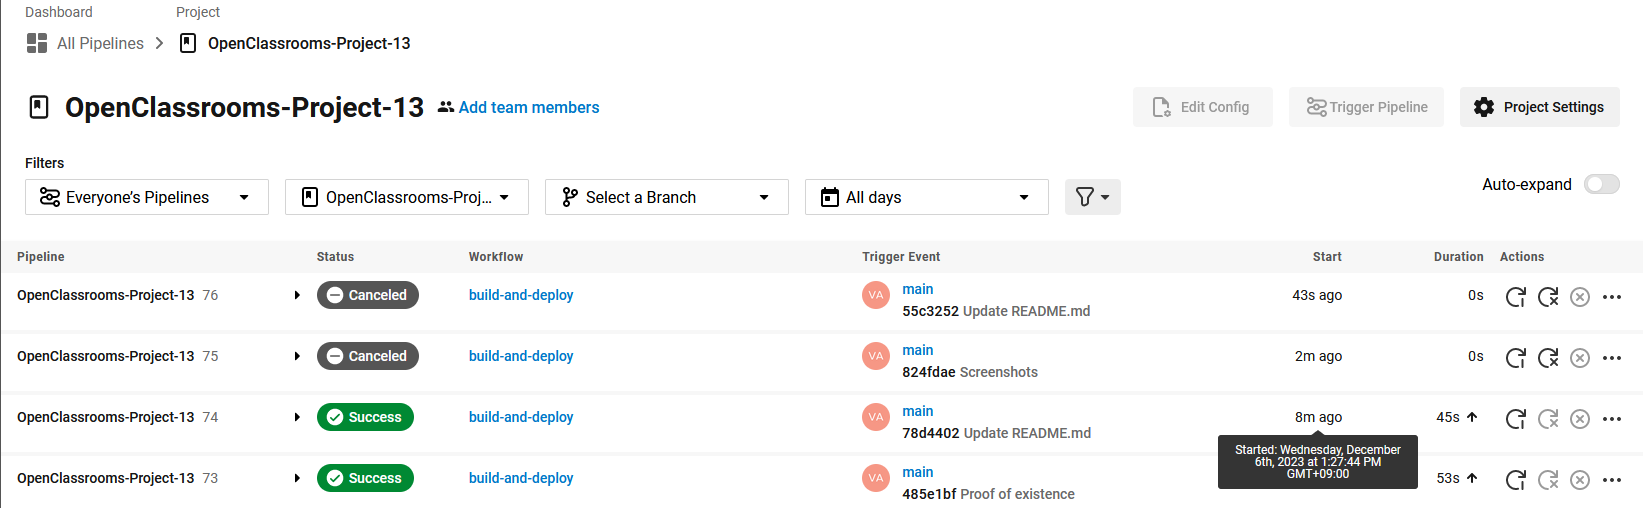 Dashboard Project
All Pipelines OpenClassrooms-Project-13
OpenClassrooms-Project-13 Add team members Edit Config Trigger Pipeline Project Settings
Filters
Everyone's Pipelines OpenClassrooms-Proj... Select a Branch All days Auto-expand
Pipeline Status Workflow Trigger Event Start Duration Actions
OpenClassrooms-Project-13 76 Canceled build-and-deploy VA main 43s ago 0s
55c3252 Update README.md
OpenClassrooms-Project-13 75 Canceled build-and-deploy VA main 2m ago 0s
824fdae Screenshots
OpenClassrooms-Project-13 74 Success build-and-deploy VA main 8m ago 45s
78d4402 Update README.md
Started: Wednesday, December
6th, 2023 at 1:27:44 PM
GMT+09:00
OpenClassrooms-Project-13 73 Success build-and-deploy VA main 53s
485e1bf Proof of existence